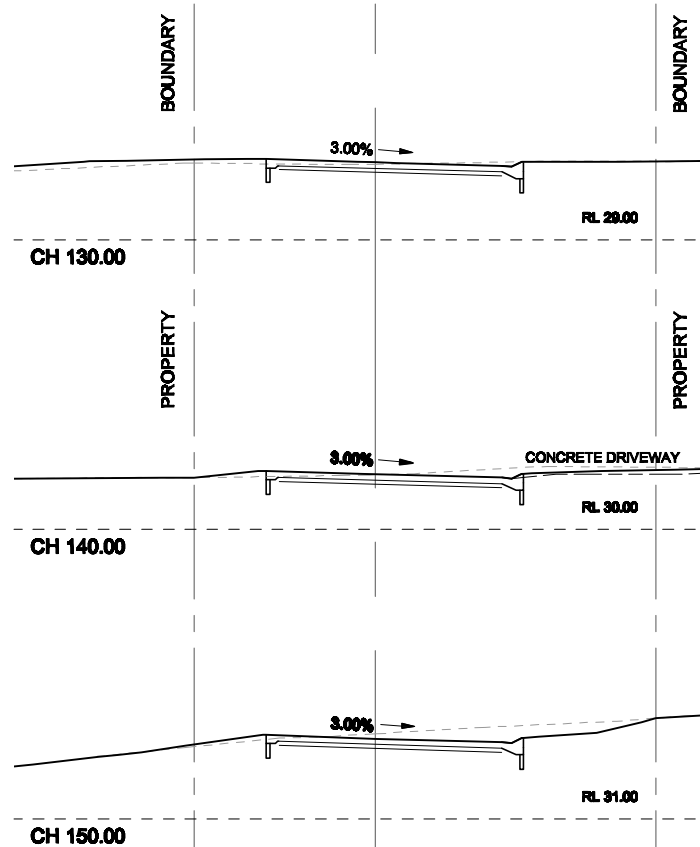 BOUNDARY
BOUNDARY
3.00%
RL 29.00
CH 130.00
PROPERTY
PROPERTY
3.00%
CONCRETE DRIVEWAY
RL 30.00
CH 140.00
3.00%
RL 31.00
CH 150.00